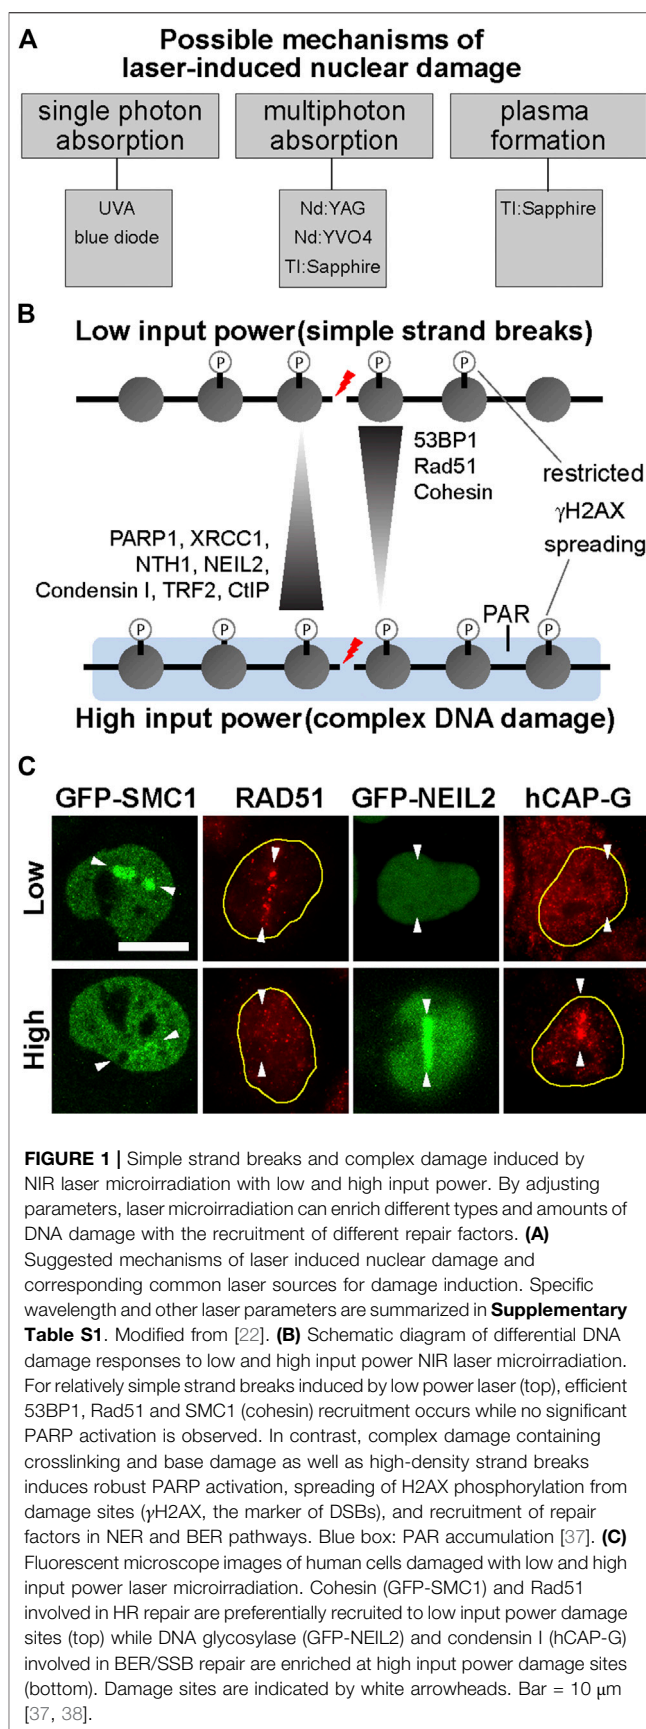 A
Possible mechanisms of
laser-induced nuclear damage
single photon
absorption
multiphoton
absorption
plasma
formation
UVA
blue diode
Nd:YAG
Nd:YVO4
TI:Sapphire
TI:Sapphire
B
Low input power(simple strand breaks)
P P P P
53BP1
Rad51
Cohesin
restricted
γH2AX
spreading
PARP1, XRCC1,
NTH1, NEIL2,
Condensin I, TRF2, CtIP
PAR
P P P P P P
High input power(complex DNA damage)
C
GFP-SMC1 RAD51 GFP-NEIL2 hCAP-G
Low
High
FIGURE 1 | Simple strand breaks and complex damage induced by
NIR laser microirradiation with low and high input power. By adjusting
parameters, laser microirradiation can enrich different types and amounts of
DNA damage with the recruitment of different repair factors. (A)
Suggested mechanisms of laser induced nuclear damage and
corresponding common laser sources for damage induction. Specific
wavelength and other laser parameters are summarized in Supplementary
Table S1. Modified from [22]. (B) Schematic diagram of differential DNA
damage responses to low and high input power NIR laser microirradiation.
For relatively simple strand breaks induced by low power laser (top), efficient
53BP1, Rad51 and SMC1 (cohesin) recruitment occurs while no significant
PARP activation is observed. In contrast, complex damage containing
crosslinking and base damage as well as high-density strand breaks
induces robust PARP activation, spreading of H2AX phosphorylation from
damage sites (γH2AX, the marker of DSBs), and recruitment of repair
factors in NER and BER pathways. Blue box: PAR accumulation [37]. (C)
Fluorescent microscope images of human cells damaged with low and high
input power laser microirradiation. Cohesin (GFP-SMC1) and Rad51
involved in HR repair are preferentially recruited to low input power damage
sites (top) while DNA glycosylase (GFP-NEIL2) and condensin I (hCAP-G)
involved in BER/SSB repair are enriched at high input power damage sites
(bottom). Damage sites are indicated by white arrowheads. Bar = 10 μm
[37, 38].